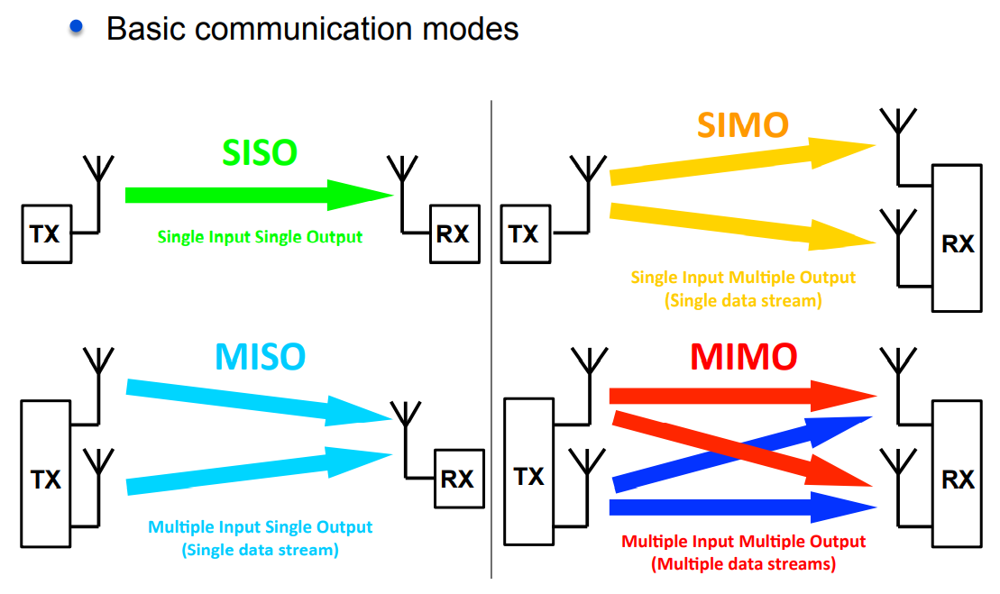 Basic communication modes
SISO
TX
RX
Single Input Single Output
SIMO
TX
RX
Single Input Multiple Output
(Single data stream)
MISO
TX
RX
Multiple Input Single Output
(Single data stream)
MIMO
TX
RX
Multiple Input Multiple Output
(Multiple data streams)